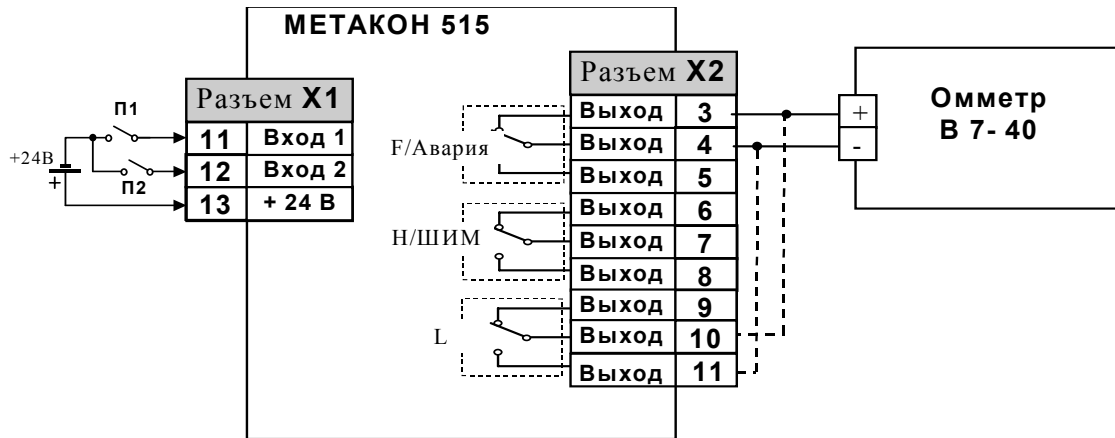 МЕТАКОН 515
Разъем X1
11 Вход 1
12 Вход 2
13 + 24 В
П1
П2
+24В
+
F/Авария
Н/ШИМ
L
Разъем X2
Выход 3
Выход 4
Выход 5
Выход 6
Выход 7
Выход 8
Выход 9
Выход 10
Выход 11
+
-
Омметр
В 7- 40